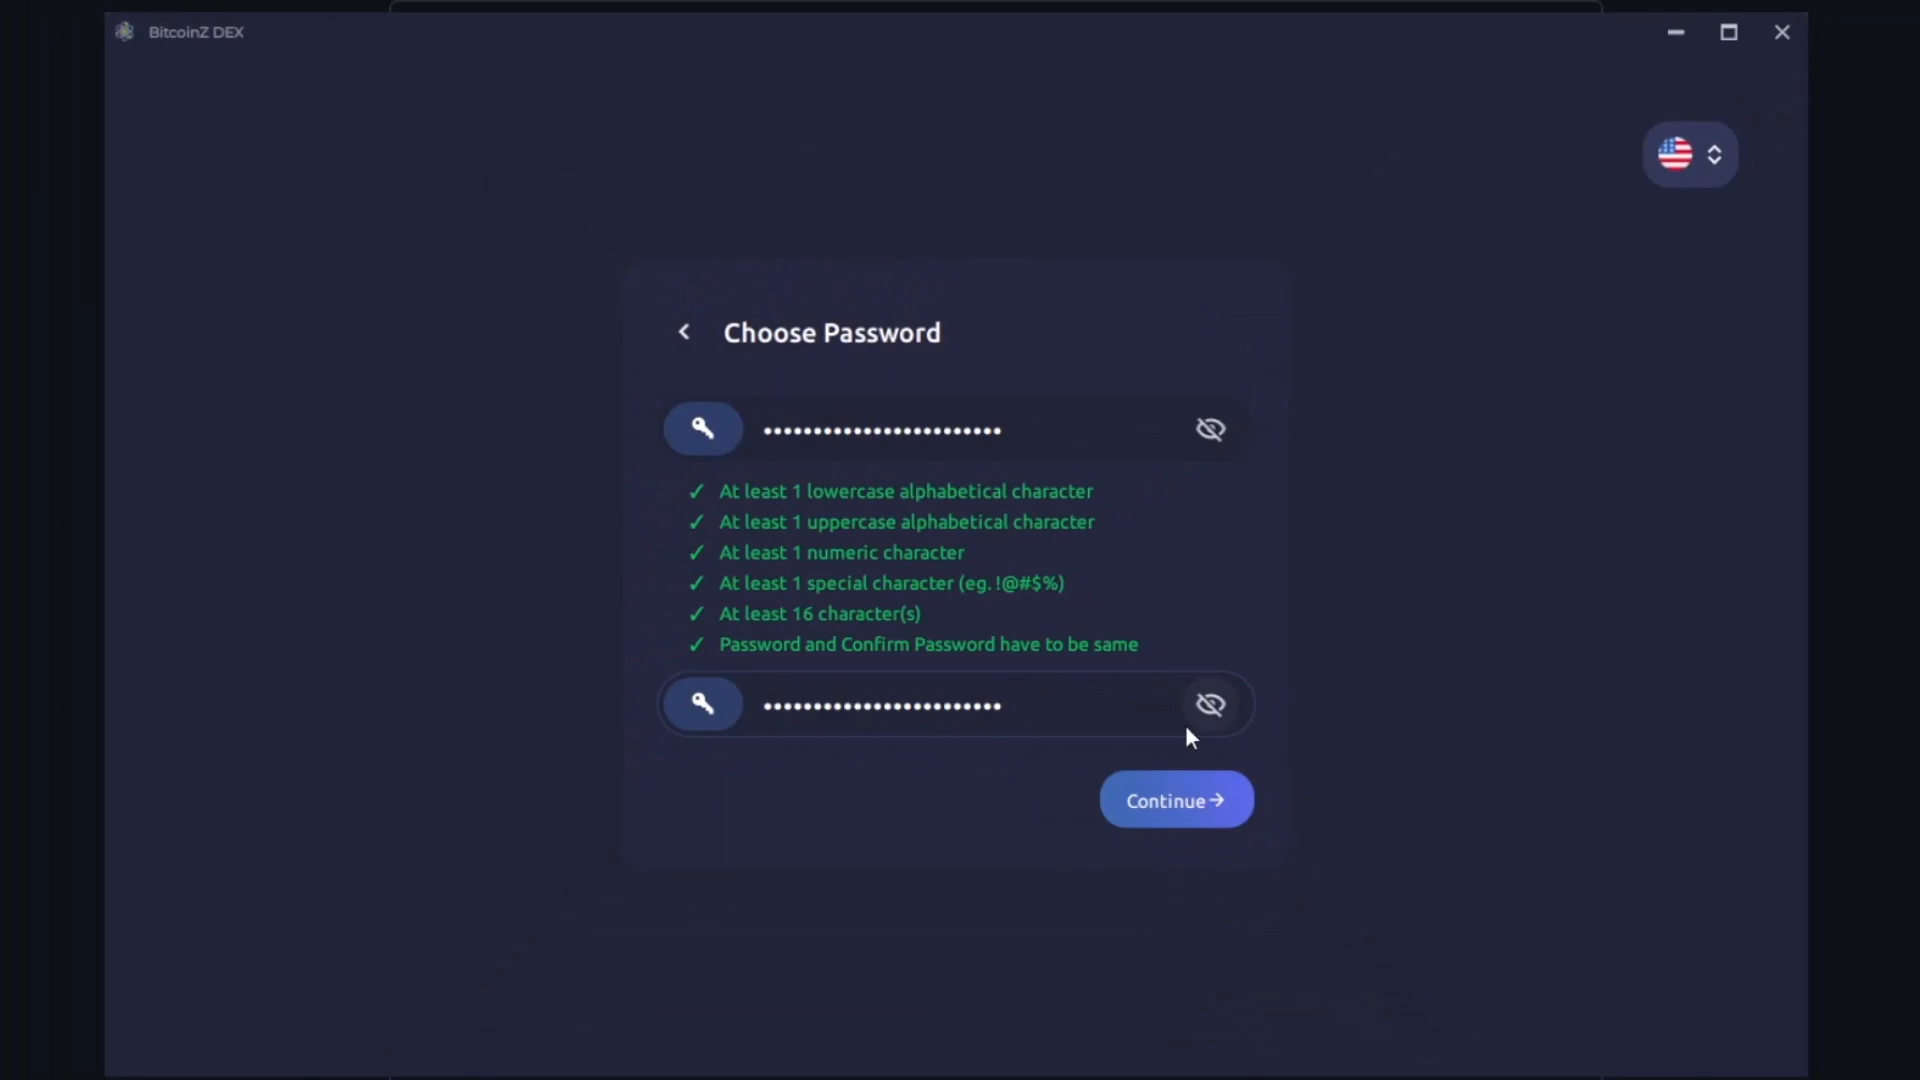 BitcoinZ DEX
Choose Password
••••••••••••••••••••••••
✓ At least 1 lowercase alphabetical character
✓ At least 1 uppercase alphabetical character
✓ At least 1 numeric character
✓ At least 1 special character (eg. !@#$%)
✓ At least 16 character(s)
✓ Password and Confirm Password have to be same
••••••••••••••••••••••••
Continue→